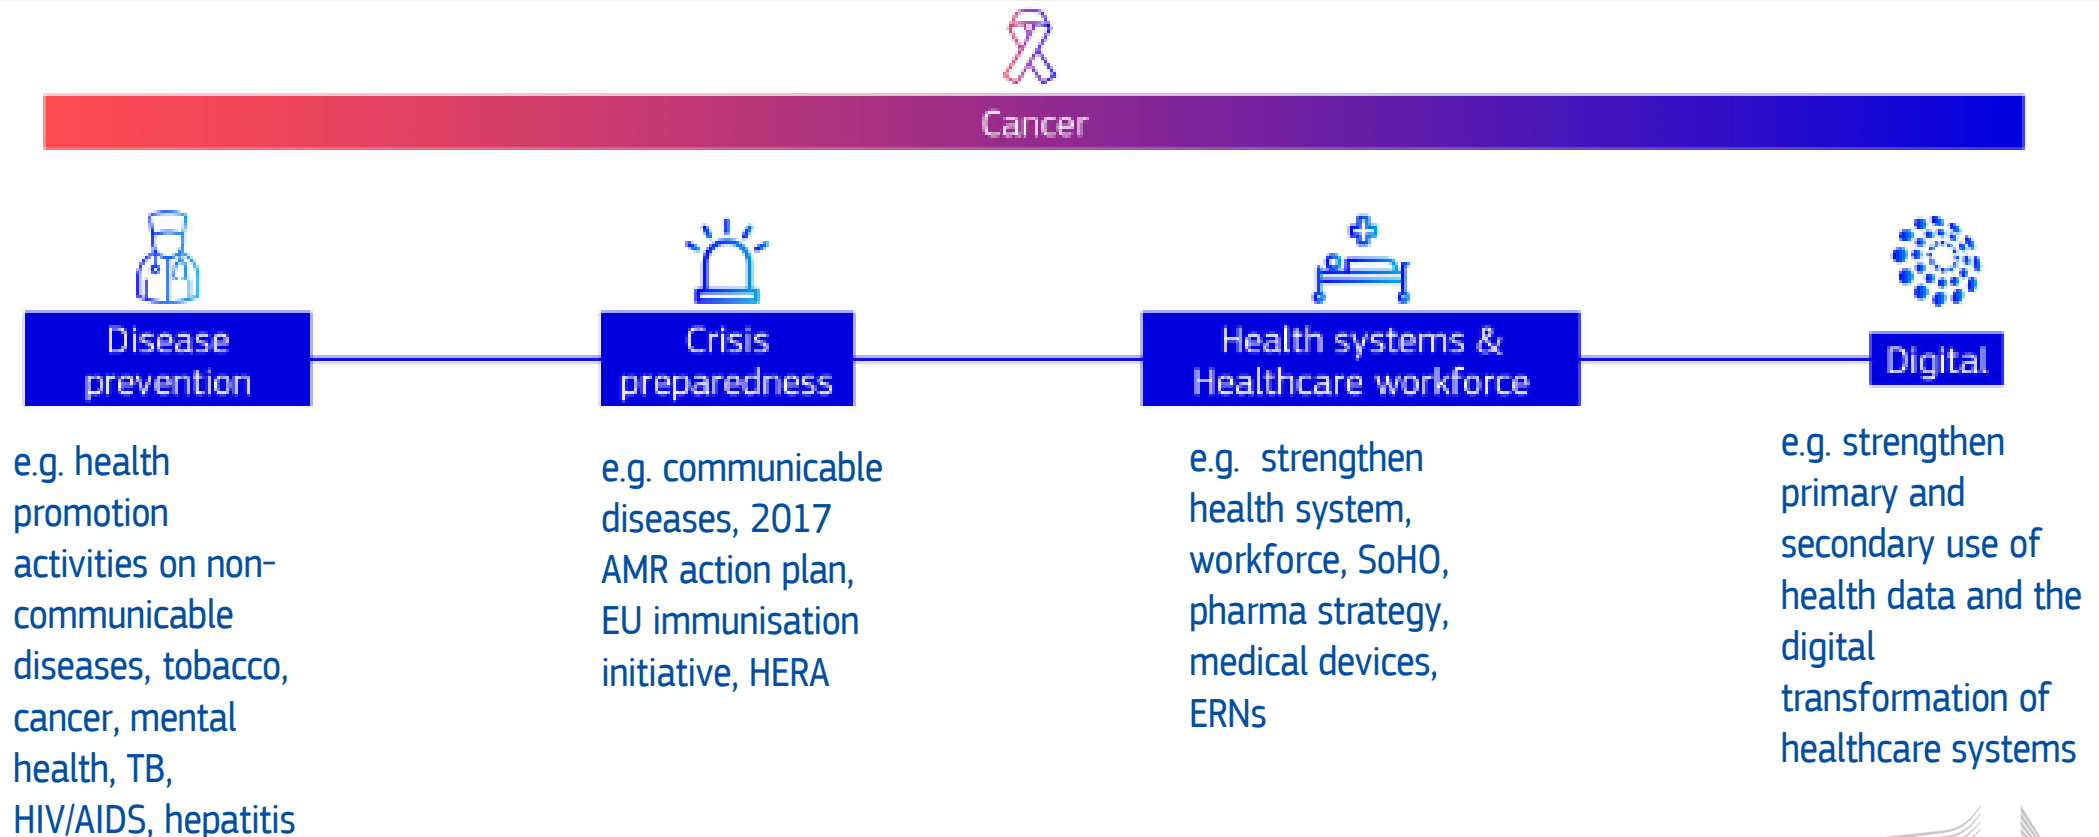 Cancer
Disease
prevention
e.g. health
promotion
activities on non-
communicable
diseases, tobacco,
cancer, mental
health, TB,
HIV/AIDS, hepatitis
Crisis
preparedness
e.g. communicable
diseases, 2017
AMR action plan,
EU immunisation
initiative, HERA
Health systems &
Healthcare workforce
e.g. strengthen
health system,
workforce, SoHO,
pharma strategy,
medical devices,
ERNs
Digital
e.g. strengthen
primary and
secondary use of
health data and the
digital
transformation of
healthcare systems